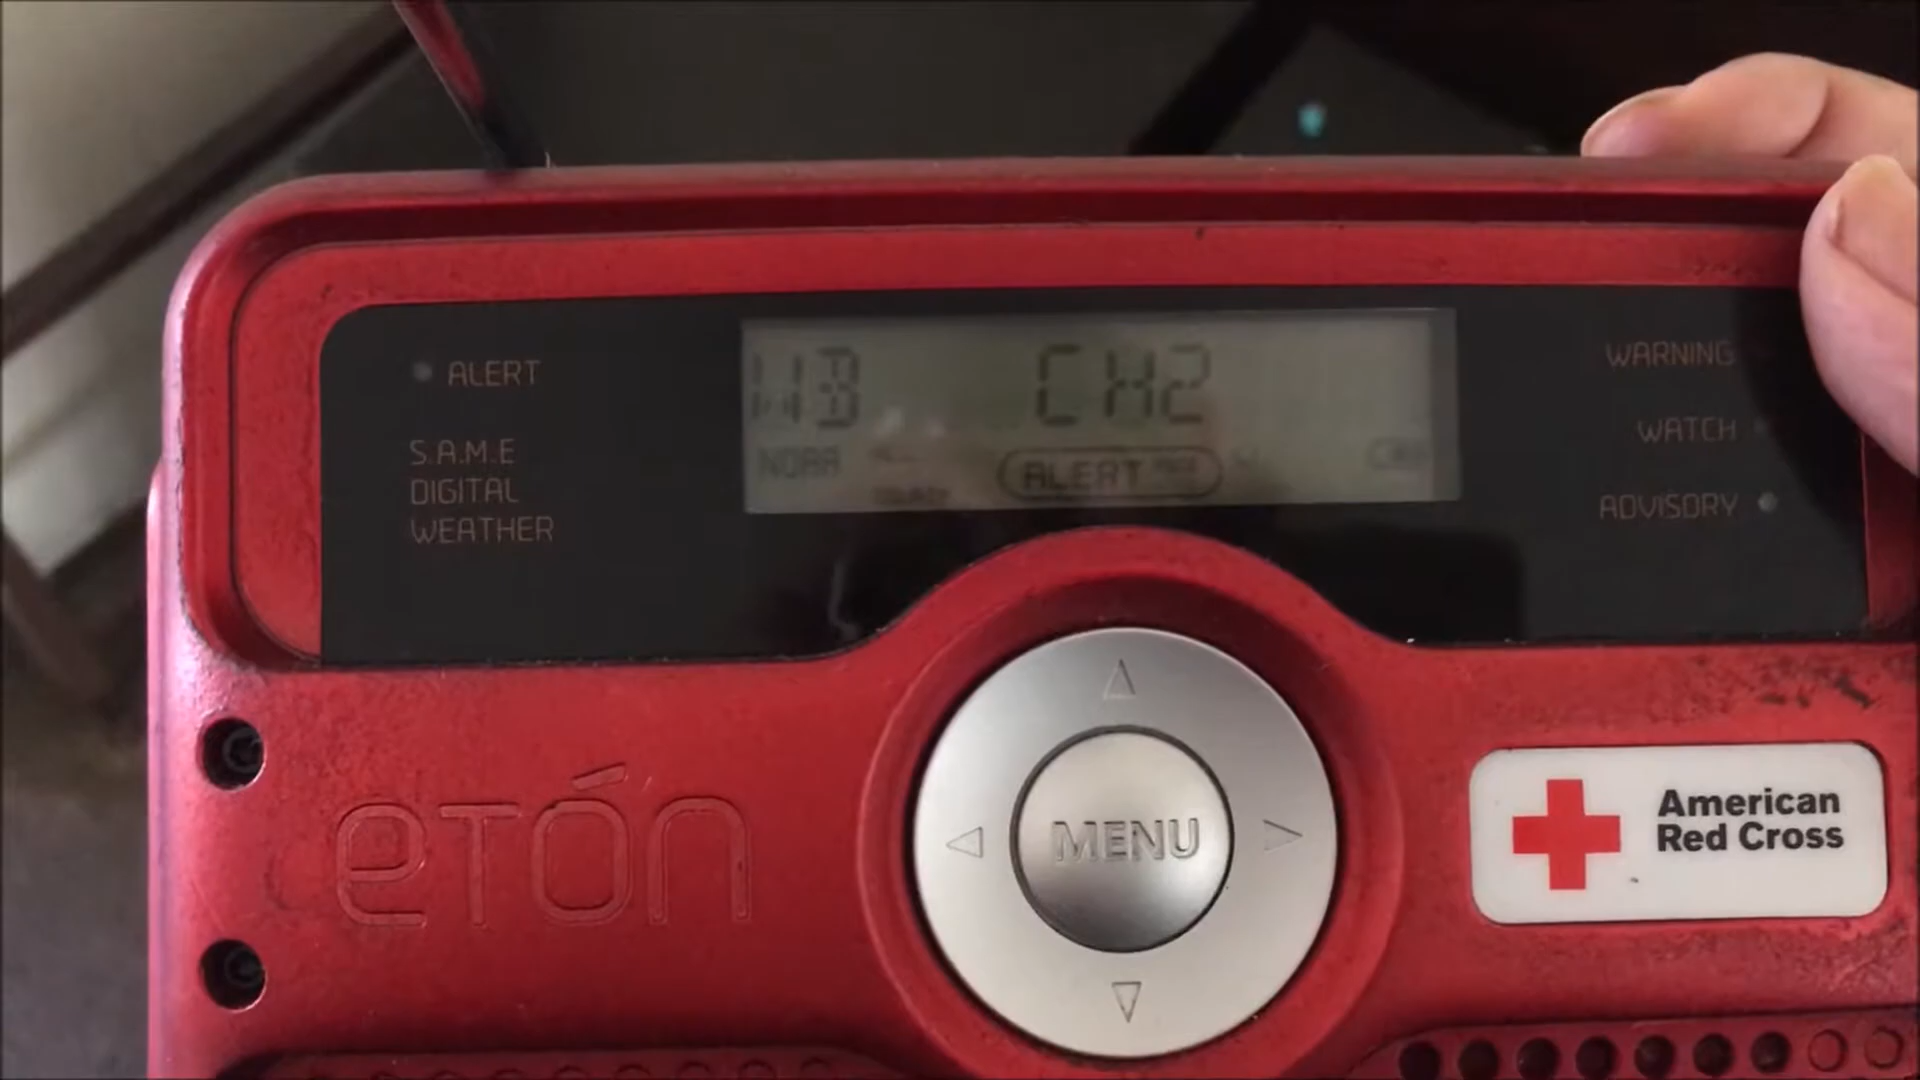 ALERT
S.A.M.E
DIGITAL
WEATHER
WB CH2
NOAA
ALERT
WARNING
WATCH
ADVISORY
MENU
etón
American
Red Cross